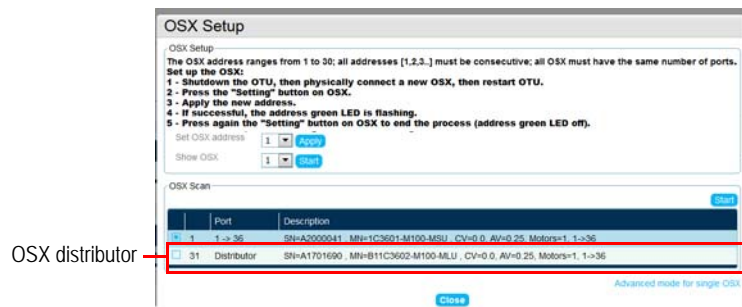 OSX Setup
OSX Setup
The OSX address ranges from 1 to 30; all addresses [1,2,3..] must be consecutive; all OSX must have the same number of ports.
Set up the OSX:
1 - Shutdown the OTU, then physically connect a new OSX, then restart OTU.
2 - Press the "Setting" button on OSX.
3 - Apply the new address.
4 - If successful, the address green LED is flashing.
5 - Press again the "Setting" button on OSX to end the process (address green LED off).
Set OSX address 1 Apply
Show OSX 1 Start
OSX Scan
Start
Port Description
1 1 -> 36 SN=A2000041 , MN=1C3601-M100-MSU , CV=0.0, AV=0.25, Motors=1, 1->36
OSX distributor
31 Distributor SN=A1701690 , MN=B11C3602-M100-MLU , CV=0.0, AV=0.25, Motors=1, 1->36
Advanced mode for single OSX
Close